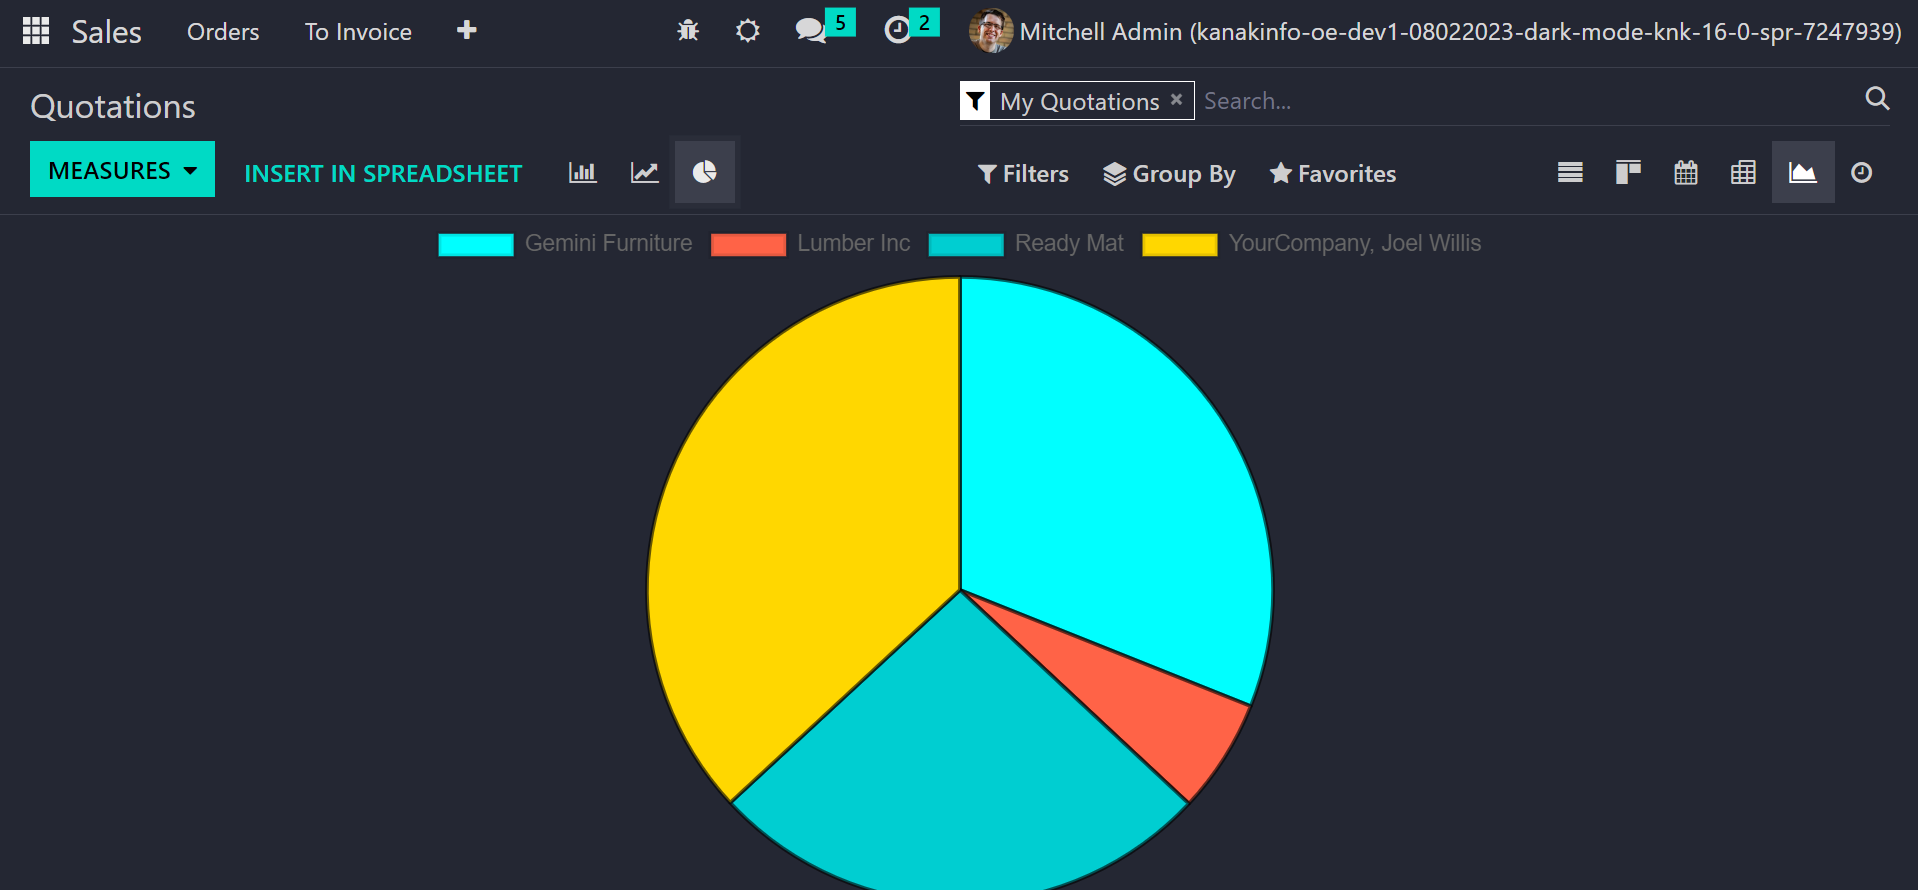 Sales Orders To Invoice 5 2 Mitchell Admin (kanakinfo-oe-dev1-08022023-dark-mode-knk-16-0-spr-7247939)
Quotations My Quotations × Search...
MEASURES INSERT IN SPREADSHEET Filters Group By Favorites
Gemini Furniture Lumber Inc Ready Mat YourCompany, Joel Willis